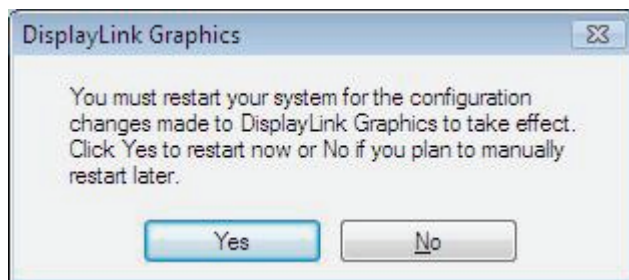 DisplayLink Graphics
You must restart your system for the configuration
changes made to DisplayLink Graphics to take effect.
Click Yes to restart now or No if you plan to manually
restart later.
Yes
No